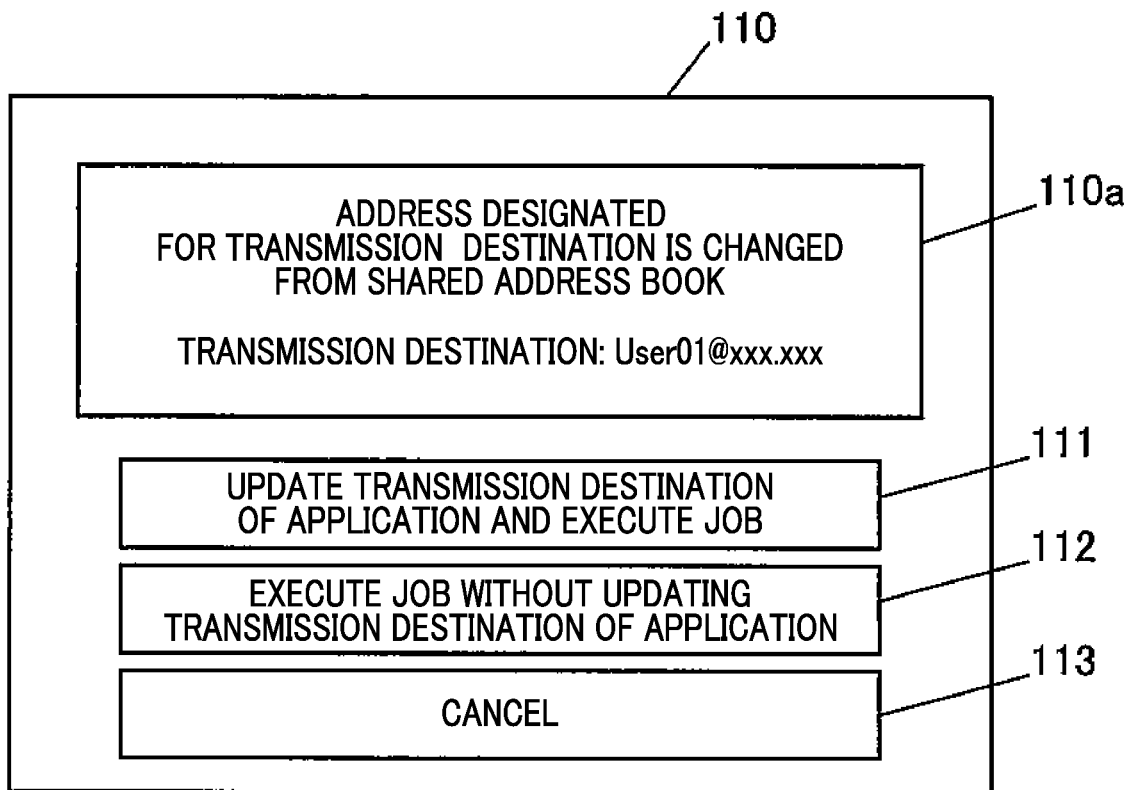 110
110a
ADDRESS DESIGNATED
FOR TRANSMISSION DESTINATION IS CHANGED
FROM SHARED ADDRESS BOOK
TRANSMISSION DESTINATION: User01@xxx.xxx
111
UPDATE TRANSMISSION DESTINATION
OF APPLICATION AND EXECUTE JOB
112
EXECUTE JOB WITHOUT UPDATING
TRANSMISSION DESTINATION OF APPLICATION
113
CANCEL